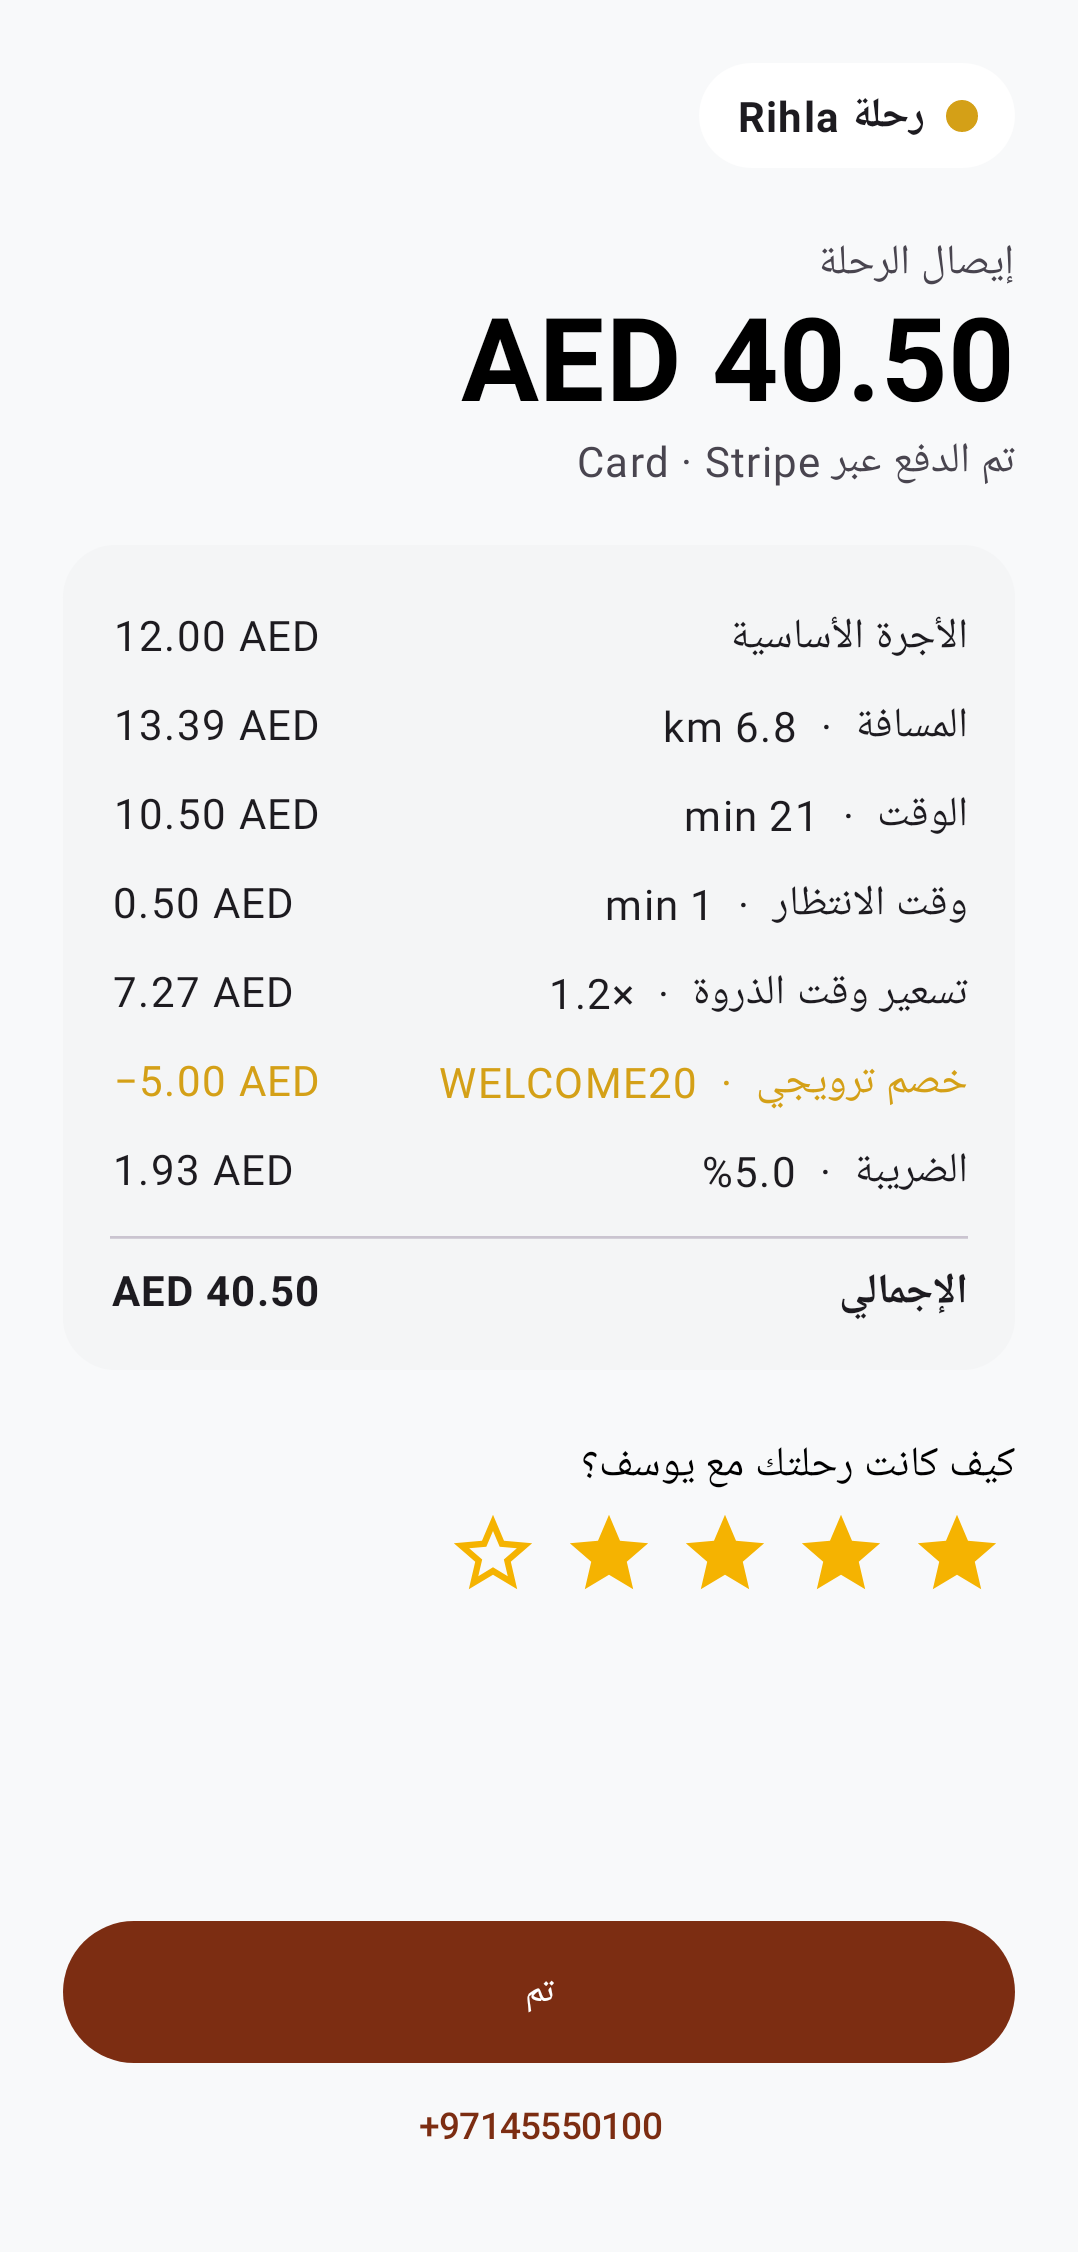 رحلة Rihla
إيصال الرحلة
AED 40.50
تم الدفع عبر Card · Stripe
الأجرة الأساسية 12.00 AED
المسافة · 6.8 km 13.39 AED
الوقت · 21 min 10.50 AED
وقت الانتظار · 1 min 0.50 AED
تسعير وقت الذروة · 1.2× 7.27 AED
خصم ترويجي · WELCOME20 −5.00 AED
الضريبة · 5.0% 1.93 AED
الإجمالي AED 40.50
كيف كانت رحلتك مع يوسف؟
تم
+97145550100